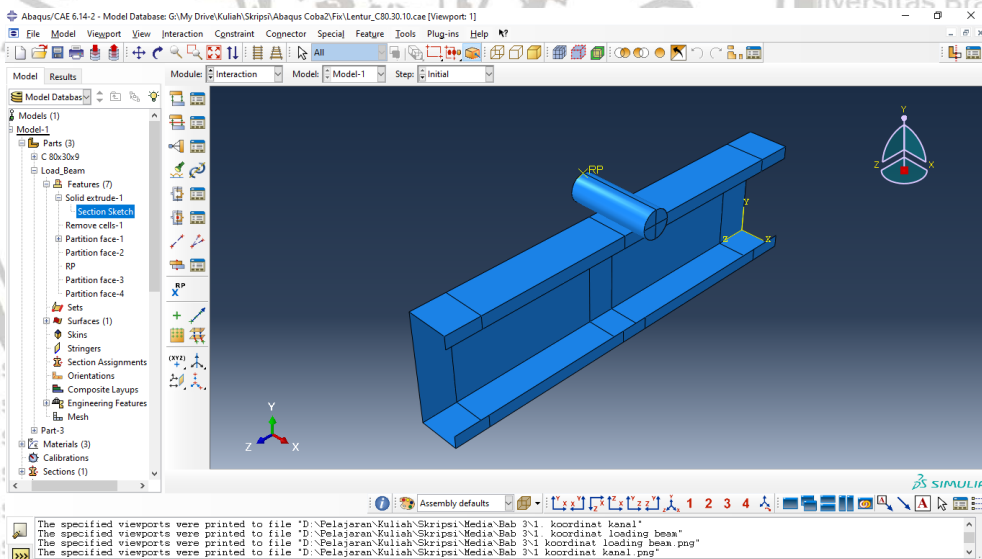 Abaqus/CAE 6.14-2 - Model Database: G:\My Drive\Kuliah\Skripsi\Abaqus Coba2\Fix\Lentur_C80.30.10.cae [Viewport: 1]
File Model Viewport View Interaction Constraint Connector Special Feature Tools Plug-ins Help
All
Model Results Module: Interaction Model: Model-1 Step: Initial
Model Databas
Models (1)
Model-1
Parts (3)
C 80x30x9
Load_Beam
Features (7)
Solid extrude-1
Section Sketch
Remove cells-1
Partition face-1
Partition face-2
RP
Partition face-3
Partition face-4
Sets
Surfaces (1)
Skins
Stringers
Section Assignments
Orientations
Composite Layups
Engineering Features
Mesh
Part-3
Materials (3)
Calibrations
Sections (1)
RP
(XYZ)
RP
Y
Z X
Y
Z X
Y
Z X
SIMULIA
Assembly defaults
1 2 3 4
A
The specified viewports were printed to file "D:\Pelajaran\Kuliah\Skripsi\Media\Bab 3\1. koordinat kanal"
The specified viewports were printed to file "D:\Pelajaran\Kuliah\Skripsi\Media\Bab 3\1. koordinat loading beam"
The specified viewports were printed to file "D:\Pelajaran\Kuliah\Skripsi\Media\Bab 3\1. koordinat loading beam.png"
The specified viewports were printed to file "D:\Pelajaran\Kuliah\Skripsi\Media\Bab 3\1 koordinat kanal.png"